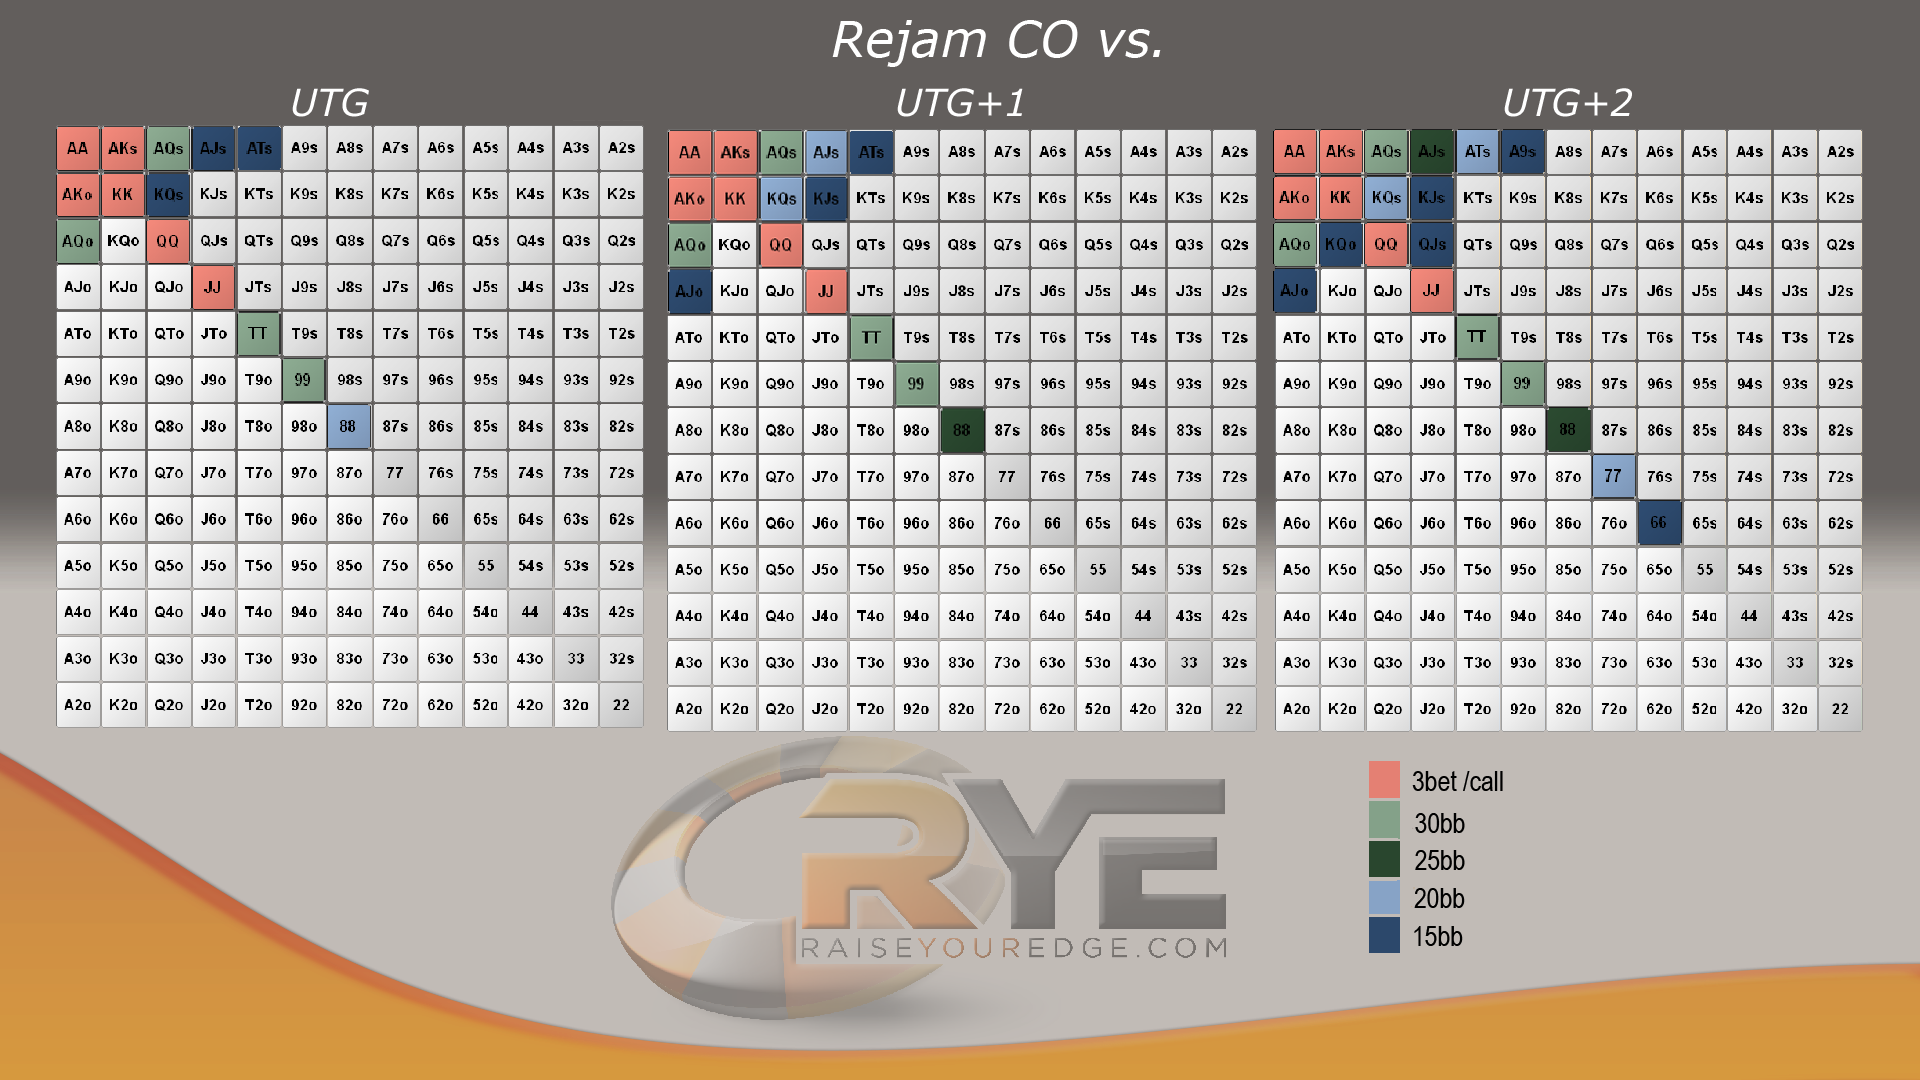 Rejam CO vs.
UTG
AA AKs AQs AJs ATs A9s A8s A7s A6s A5s A4s A3s A2s
AKo KK KQs KJs KTs K9s K8s K7s K6s K5s K4s K3s K2s
AQo KQo QQ QJs QTs Q9s Q8s Q7s Q6s Q5s Q4s Q3s Q2s
AJo KJo QJo JJ JTs J9s J8s J7s J6s J5s J4s J3s J2s
ATo KTo QTo JTo TT T9s T8s T7s T6s T5s T4s T3s T2s
A9o K9o Q9o J9o T9o 99 98s 97s 96s 95s 94s 93s 92s
A8o K8o Q8o J8o T8o 98o 88 87s 86s 85s 84s 83s 82s
A7o K7o Q7o J7o T7o 97o 87o 77 76s 75s 74s 73s 72s
A6o K6o Q6o J6o T6o 96o 86o 76o 66 65s 64s 63s 62s
A5o K5o Q5o J5o T5o 95o 85o 75o 65o 55 54s 53s 52s
A4o K4o Q4o J4o T4o 94o 84o 74o 64o 54o 44 43s 42s
A3o K3o Q3o J3o T3o 93o 83o 73o 63o 53o 43o 33 32s
A2o K2o Q2o J2o T2o 92o 82o 72o 62o 52o 42o 32o 22
UTG+1
AA AKs AQs AJs ATs A9s A8s A7s A6s A5s A4s A3s A2s
AKo KK KQs KJs KTs K9s K8s K7s K6s K5s K4s K3s K2s
AQo KQo QQ QJs QTs Q9s Q8s Q7s Q6s Q5s Q4s Q3s Q2s
AJo KJo QJo JJ JTs J9s J8s J7s J6s J5s J4s J3s J2s
ATo KTo QTo JTo TT T9s T8s T7s T6s T5s T4s T3s T2s
A9o K9o Q9o J9o T9o 99 98s 97s 96s 95s 94s 93s 92s
A8o K8o Q8o J8o T8o 98o 88 87s 86s 85s 84s 83s 82s
A7o K7o Q7o J7o T7o 97o 87o 77 76s 75s 74s 73s 72s
A6o K6o Q6o J6o T6o 96o 86o 76o 66 65s 64s 63s 62s
A5o K5o Q5o J5o T5o 95o 85o 75o 65o 55 54s 53s 52s
A4o K4o Q4o J4o T4o 94o 84o 74o 64o 54o 44 43s 42s
A3o K3o Q3o J3o T3o 93o 83o 73o 63o 53o 43o 33 32s
A2o K2o Q2o J2o T2o 92o 82o 72o 62o 52o 42o 32o 22
UTG+2
AA AKs AQs AJs ATs A9s A8s A7s A6s A5s A4s A3s A2s
AKo KK KQs KJs KTs K9s K8s K7s K6s K5s K4s K3s K2s
AQo KQo QQ QJs QTs Q9s Q8s Q7s Q6s Q5s Q4s Q3s Q2s
AJo KJo QJo JJ JTs J9s J8s J7s J6s J5s J4s J3s J2s
ATo KTo QTo JTo TT T9s T8s T7s T6s T5s T4s T3s T2s
A9o K9o Q9o J9o T9o 99 98s 97s 96s 95s 94s 93s 92s
A8o K8o Q8o J8o T8o 98o 88 87s 86s 85s 84s 83s 82s
A7o K7o Q7o J7o T7o 97o 87o 77 76s 75s 74s 73s 72s
A6o K6o Q6o J6o T6o 96o 86o 76o 66 65s 64s 63s 62s
A5o K5o Q5o J5o T5o 95o 85o 75o 65o 55 54s 53s 52s
A4o K4o Q4o J4o T4o 94o 84o 74o 64o 54o 44 43s 42s
A3o K3o Q3o J3o T3o 93o 83o 73o 63o 53o 43o 33 32s
A2o K2o Q2o J2o T2o 92o 82o 72o 62o 52o 42o 32o 22
3bet /call
30bb
25bb
20bb
15bb
RYE
RAISEYOUREDGE.COM